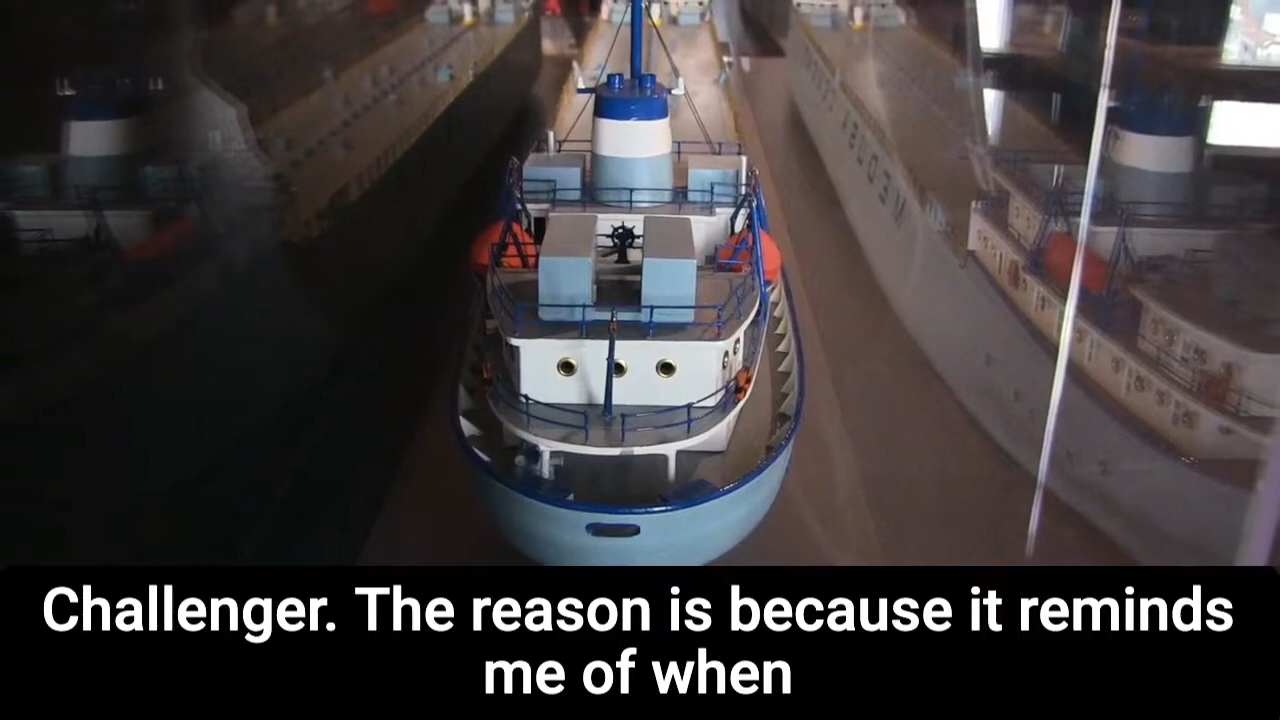 Challenger. The reason is because it reminds
me of when